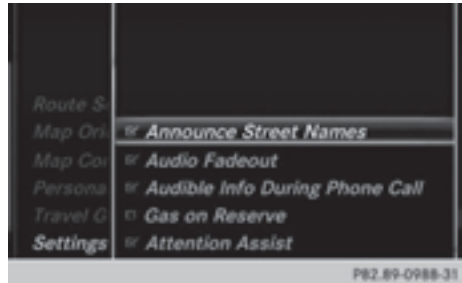 Route S
Map Ori
Announce Street Names
Map Co
Audio Fadeout
Persona
Audible Info During Phone Call
Travel G
Gas on Reserve
Settings
Attention Assist
P82.89-0988-31